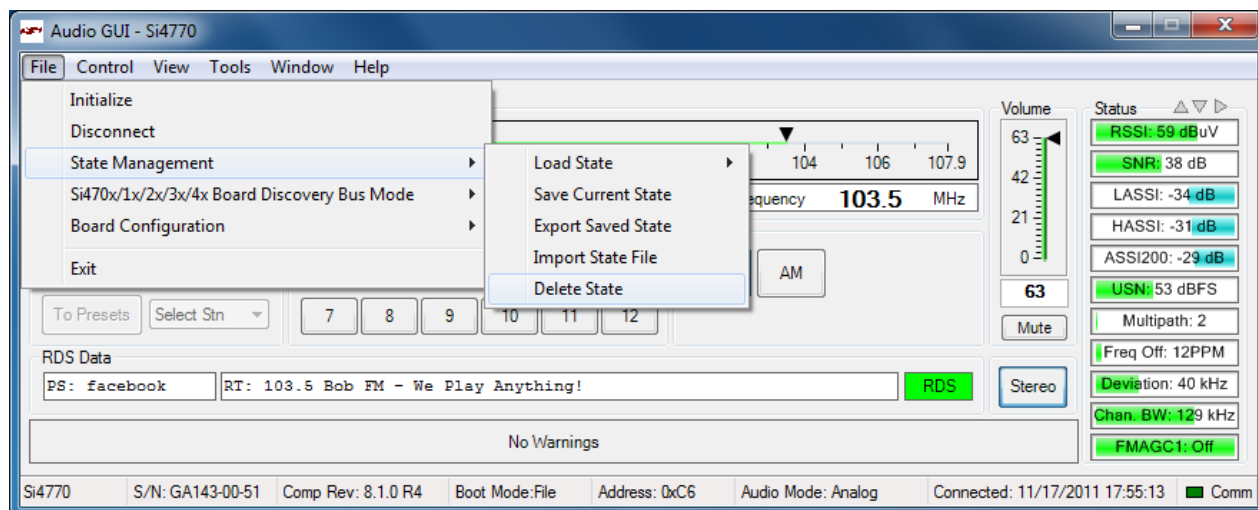 Audio GUI - Si4770
File Control View Tools Window Help
Initialize
Disconnect
State Management
Si470x/1x/2x/3x/4x Board Discovery Bus Mode
Board Configuration
Exit
Load State
Save Current State
Export Saved State
Import State File
Delete State
104 106 107.9
103.5 MHz
AM
To Presets Select Stn 7 8 9 10 11 12
Volume
63
42
21
0
63
Mute
Stereo
Status
RSSI: 59 dBuV
SNR: 38 dB
LASSI: -34 dB
HASSI: -31 dB
ASSI200: -29 dB
USN: 53 dBFS
Multipath: 2
Freq Off: 12PPM
Deviation: 40 kHz
Chan. BW: 129 kHz
FMAGC1: Off
RDS Data
PS: facebook RT: 103.5 Bob FM - We Play Anything! RDS
No Warnings
Si4770 S/N: GA143-00-51 Comp Rev: 8.1.0 R4 Boot Mode:File Address: 0xC6 Audio Mode: Analog Connected: 11/17/2011 17:55:13 Comm